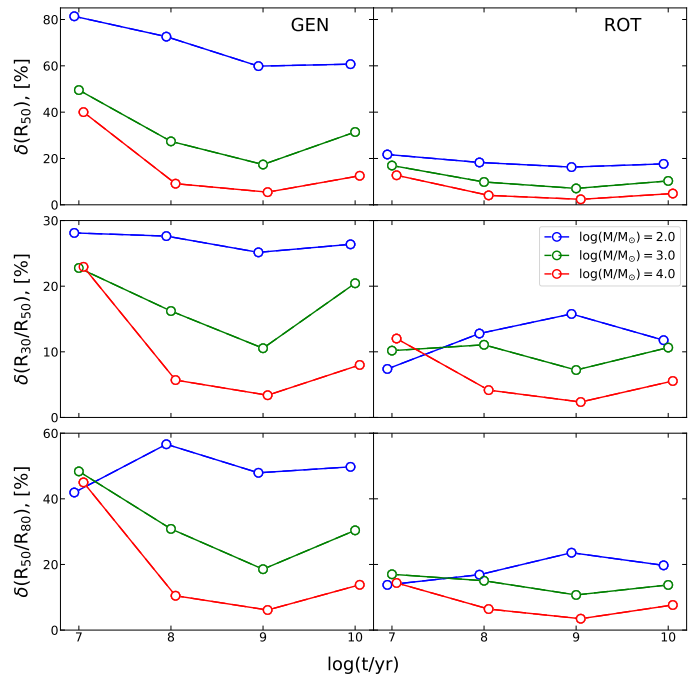 GEN
ROT
80
60
40
20
0
δ(R₅₀), [%]
30
20
10
0
δ(R₃₀/R₅₀), [%]
log(M/M☉) = 2.0
log(M/M☉) = 3.0
log(M/M☉) = 4.0
60
40
20
0
δ(R₅₀/R₈₀), [%]
7 8 9 10 7 8 9 10
log(t/yr)